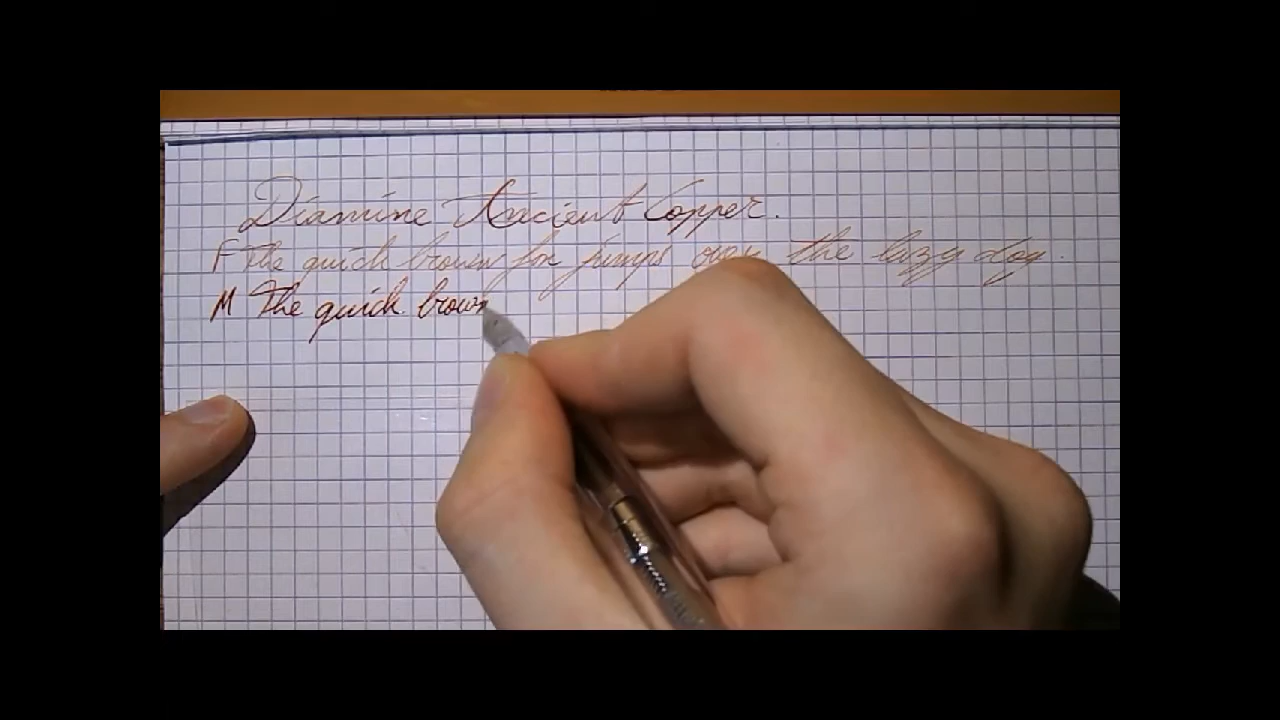 Diamine Ancient Copper.
F The quick brown fox jumps over the lazy dog.
M The quick brown